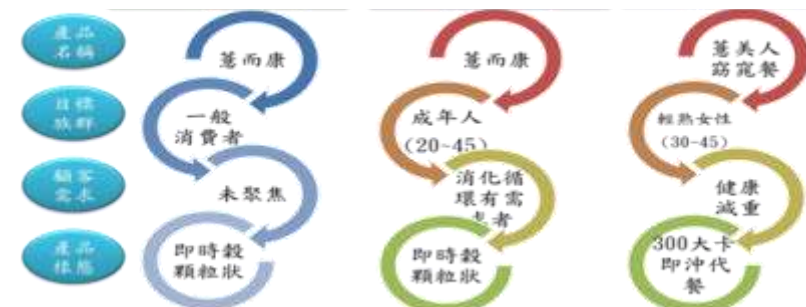 產品
名稱
薏而康
薏而康
薏美人
窈窕餐
目標
族群
一般
消費者
成年人
(20~45)
輕熟女性
(30-45)
顧客
需求
未聚焦
消化循
環有需
求者
健康
減重
產品
樣態
即時穀
顆粒狀
即時穀
顆粒狀
300大卡
即沖代
餐